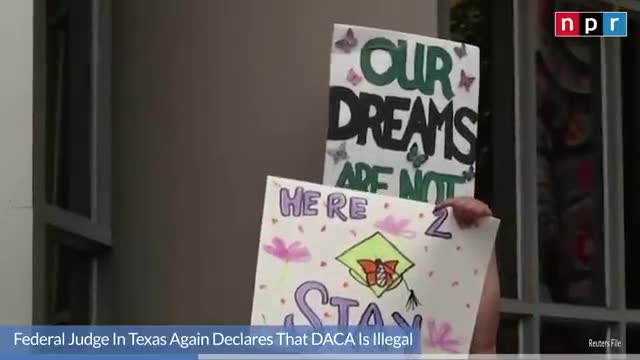 npr
OUR
DREAMS
ARE NOT
HERE 2
STAY
Federal Judge In Texas Again Declares That DACA Is Illegal
Reuters File